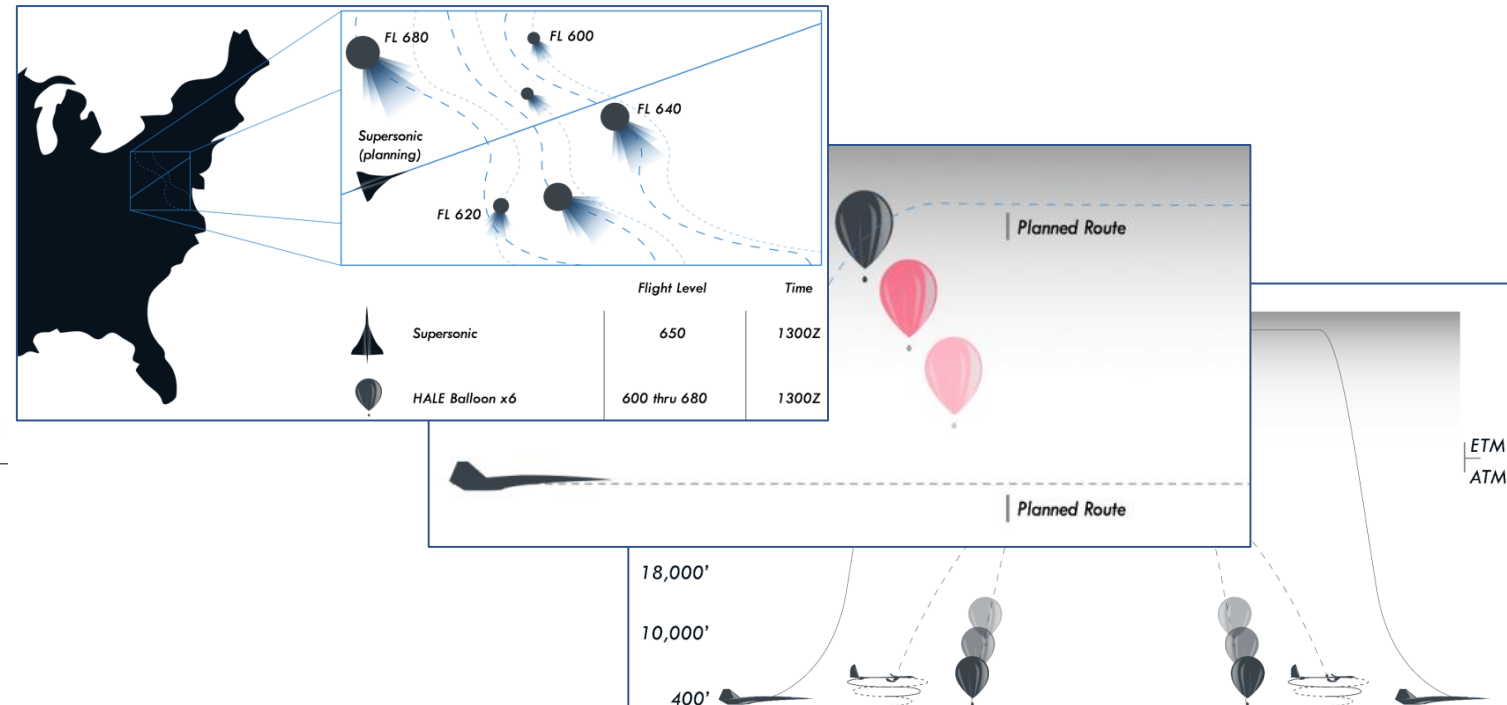 FL 680
FL 600
FL 640
Supersonic
(planning)
FL 620
Flight Level
Time
Supersonic
650
1300Z
HALE Balloon x6
600 thru 680
1300Z
Planned Route
Planned Route
ETM
ATM
18,000'
10,000'
400'